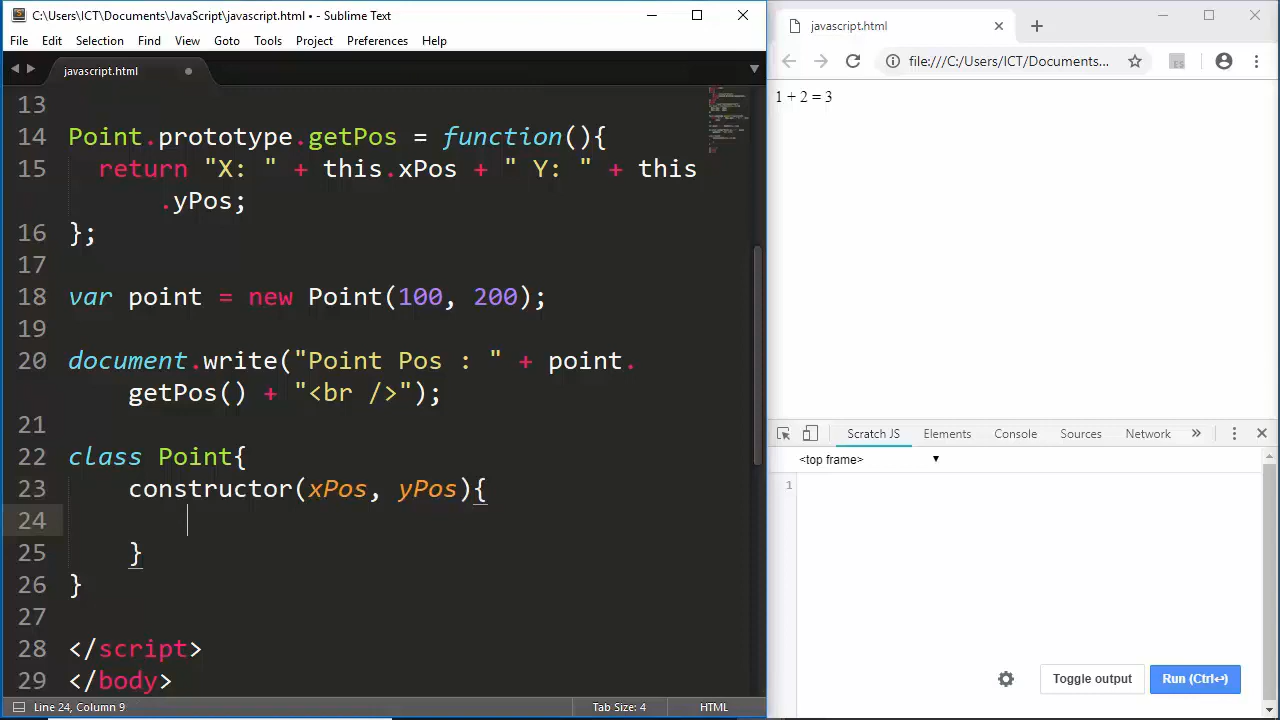 C:\Users\ICT\Documents\JavaScript\javascript.html • - Sublime Text
File Edit Selection Find View Goto Tools Project Preferences Help
javascript.html
13
14 Point.prototype.getPos = function(){
15 return "X: " + this.xPos + " Y: " + this
.yPos;
16 };
17
18 var point = new Point(100, 200);
19
20 document.write("Point Pos : " + point.
getPos() + "<br />");
21
22 class Point{
23 constructor(xPos, yPos){
24
25 }
26 }
27
28 </script>
29 </body>
Line 24, Column 9 Tab Size: 4 HTML
javascript.html
file:///C:/Users/ICT/Documents...
1 + 2 = 3
Scratch JS Elements Console Sources Network »
<top frame>
1
Toggle output Run (Ctrl↩)